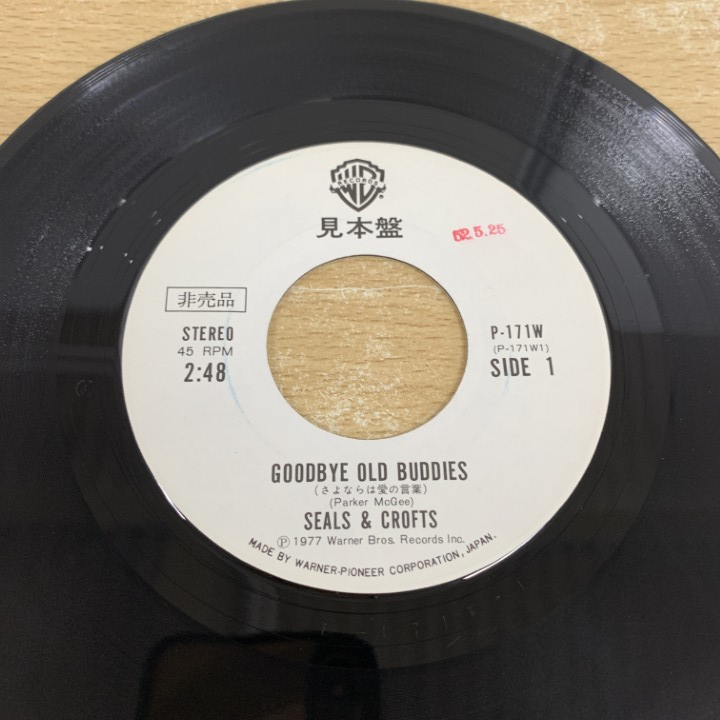 RECORDS
見本盤
62.5.25
非売品
STEREO
45 RPM
2:48
P-171W
(P-171W1)
SIDE 1
GOODBYE OLD BUDDIES
(さよならは愛の言葉)
(Parker McGee)
SEALS & CROFTS
Ⓟ 1977 Warner Bros. Records Inc.
MADE BY WARNER-PIONEER CORPORATION, JAPAN.